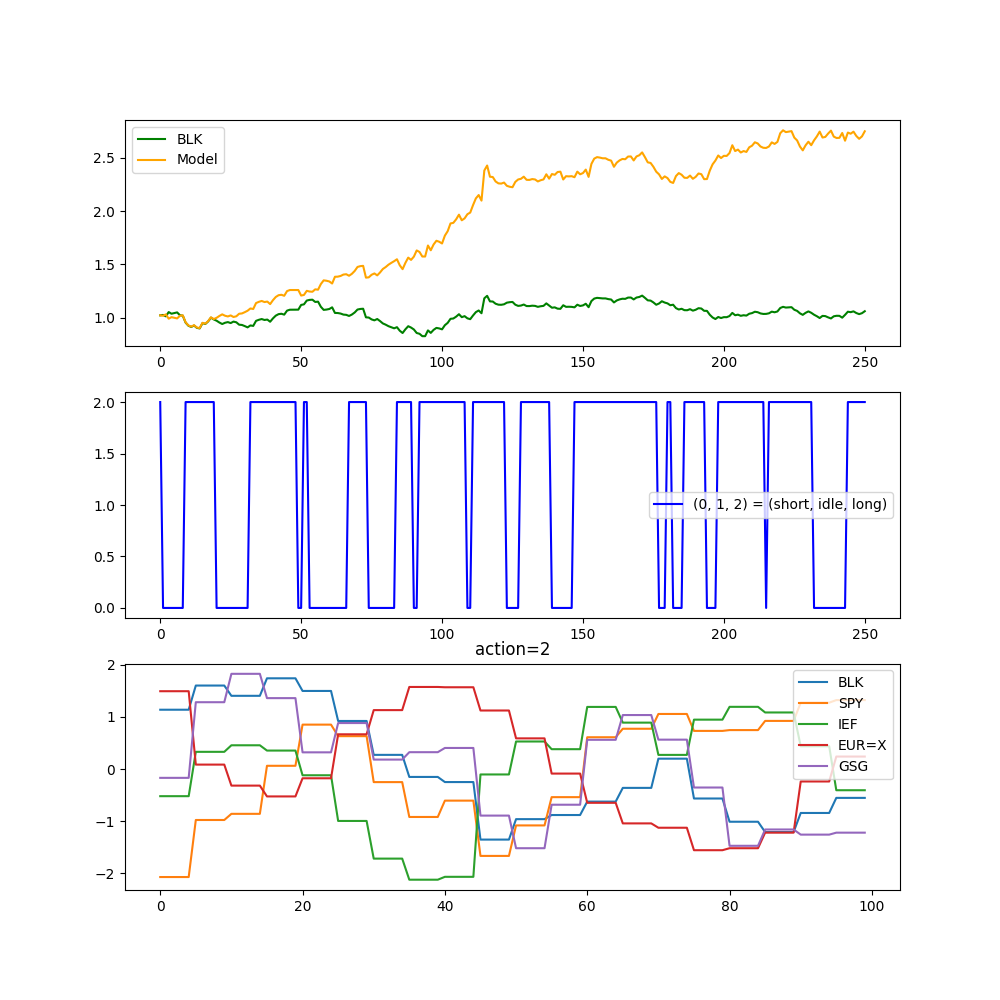 BLK
Model
2.5
2.0
1.5
1.0
0 50 100 150 200 250
2.0
1.5
1.0
0.5
0.0
(0, 1, 2) = (short, idle, long)
0 50 100 150 200 250
action=2
2
1
0
−1
−2
BLK
SPY
IEF
EUR=X
GSG
0 20 40 60 80 100